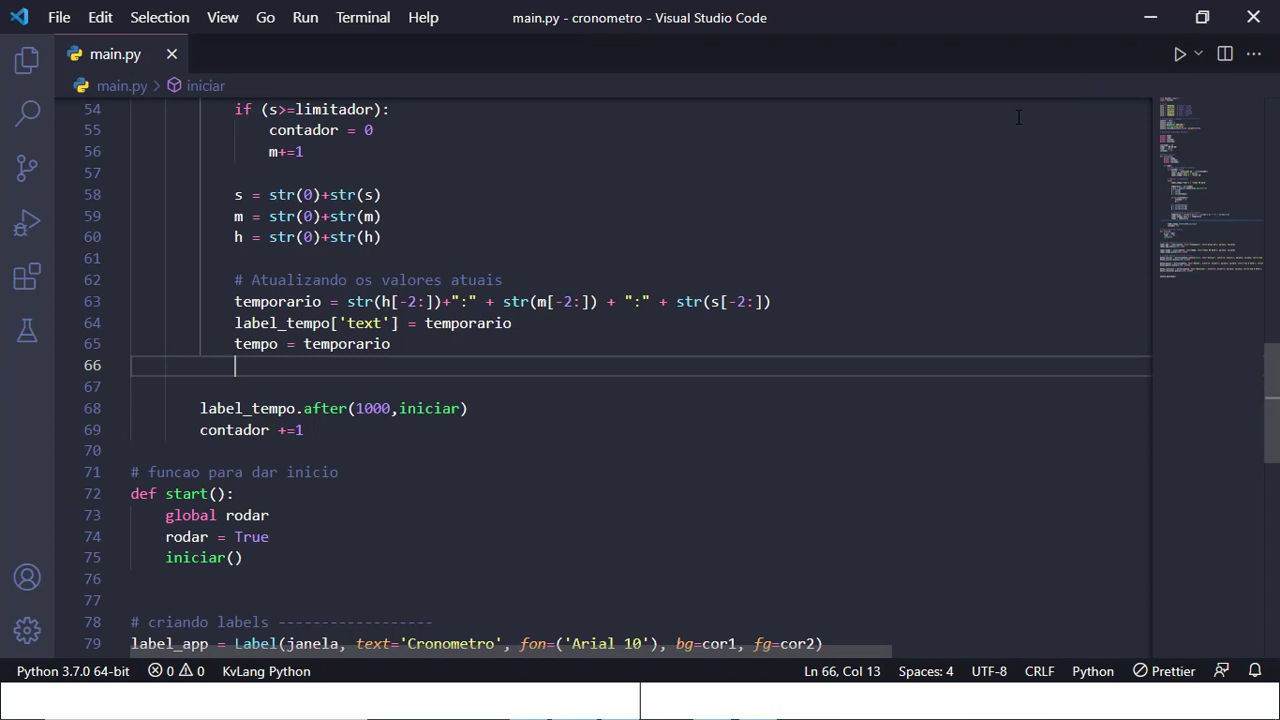 File Edit Selection View Go Run Terminal Help main.py - cronometro - Visual Studio Code
main.py
main.py > iniciar
54 if (s>=limitador):
55 contador = 0
56 m+=1
57
58 s = str(0)+str(s)
59 m = str(0)+str(m)
60 h = str(0)+str(h)
61
62 # Atualizando os valores atuais
63 temporario = str(h[-2:])+":" + str(m[-2:]) + ":" + str(s[-2:])
64 label_tempo['text'] = temporario
65 tempo = temporario
66
67
68 label_tempo.after(1000,iniciar)
69 contador +=1
70
71 # funcao para dar inicio
72 def start():
73 global rodar
74 rodar = True
75 iniciar()
76
77
78 # criando labels ------------------
79 label_app = Label(janela, text='Cronometro', fon=('Arial 10'), bg=cor1, fg=cor2)
Python 3.7.0 64-bit 0 0 KvLang Python Ln 66, Col 13 Spaces: 4 UTF-8 CRLF Python Prettier